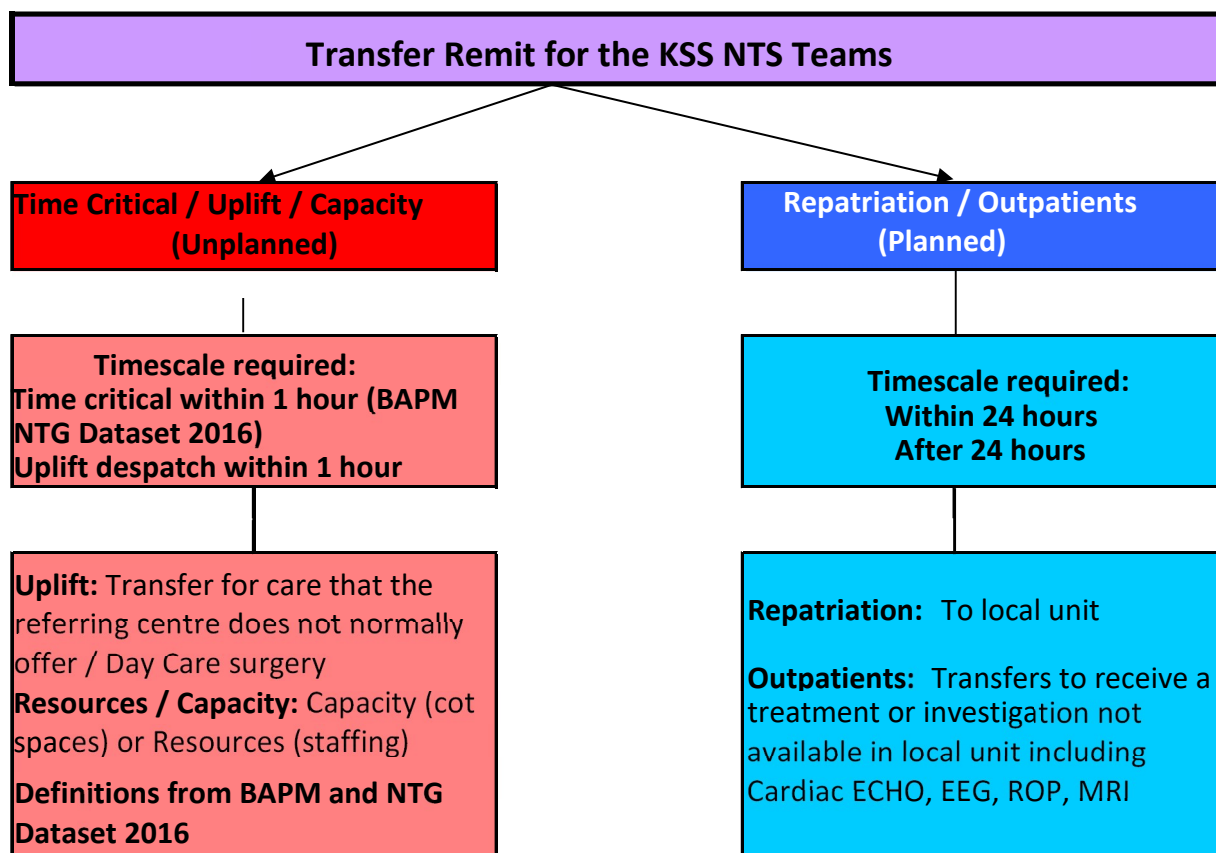 Transfer Remit for the KSS NTS Teams
Time Critical / Uplift / Capacity
(Unplanned)
Repatriation / Outpatients
(Planned)
Timescale required:
Time critical within 1 hour (BAPM
NTG Dataset 2016)
Uplift despatch within 1 hour
Timescale required:
Within 24 hours
After 24 hours
Uplift: Transfer for care that the
referring centre does not normally
offer / Day Care surgery
Resources / Capacity: Capacity (cot
spaces) or Resources (staffing)
Definitions from BAPM and NTG
Dataset 2016
Repatriation: To local unit
Outpatients: Transfers to receive a
treatment or investigation not
available in local unit including
Cardiac ECHO, EEG, ROP, MRI